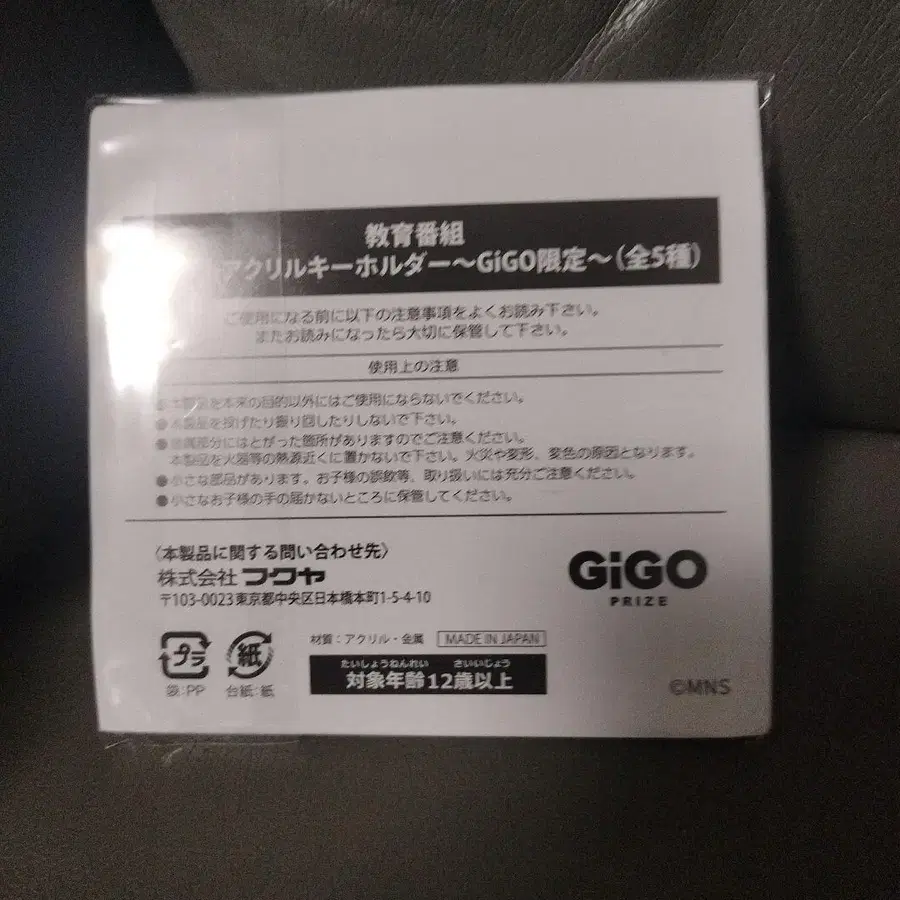 教育番組
アクリルキーホルダー～GiGO限定～(全5種)
ご使用になる前に以下の注意事項をよくお読み下さい。
またお読みになったら大切に保管して下さい。
使用上の注意
●本製品を本来の目的以外にはご使用にならないでください。
●本製品を投げたり振り回したりしないで下さい。
●金属部分にはとがった箇所がありますのでご注意ください。
本製品を火器等の熱源近くに置かないで下さい。火災や変形、変色の原因となります。
●小さな部品があります。お子様の誤飲等、取り扱いには充分ご注意ください。
●小さなお子様の手の届かないところに保管してください。
〈本製品に関する問い合わせ先〉
株式会社フクヤ
〒103-0023東京都中央区日本橋本町1-5-4-10
GiGO
PRIZE
プラ
袋:PP
紙
台紙:紙
材質:アクリル・金属 MADE IN JAPAN
たいしょうねんれい さいいじょう
対象年齢12歳以上
©MNS